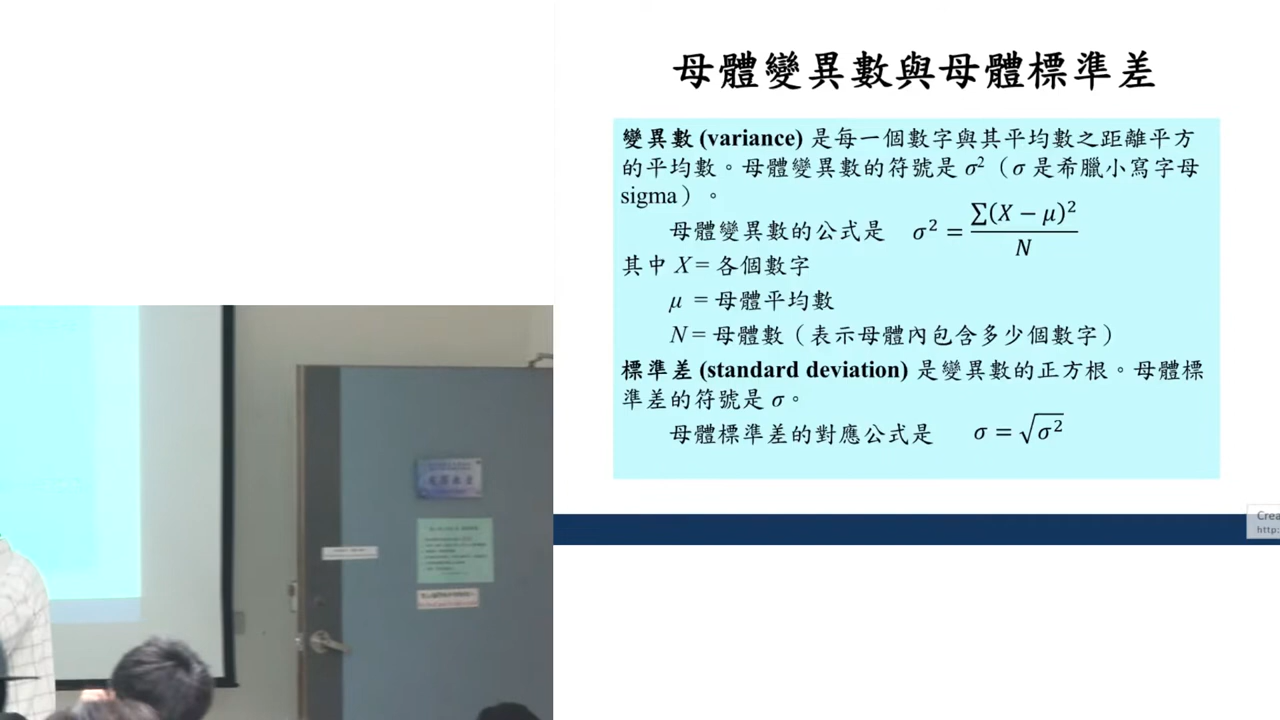 母體變異數與母體標準差
變異數 (variance) 是每一個數字與其平均數之距離平方
的平均數。母體變異數的符號是 σ²（σ 是希臘小寫字母
sigma）。
母體變異數的公式是 σ² = ∑(X − μ)² / N
其中 X = 各個數字
μ = 母體平均數
N = 母體數（表示母體內包含多少個數字）
標準差 (standard deviation) 是變異數的正方根。母體標
準差的符號是 σ。
母體標準差的對應公式是 σ = √σ²
Crea
http: